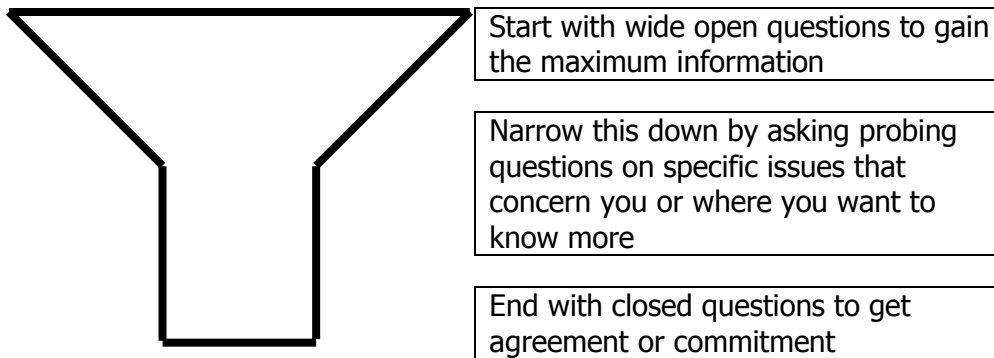 Start with wide open questions to gain
the maximum information
Narrow this down by asking probing
questions on specific issues that
concern you or where you want to
know more
End with closed questions to get
agreement or commitment